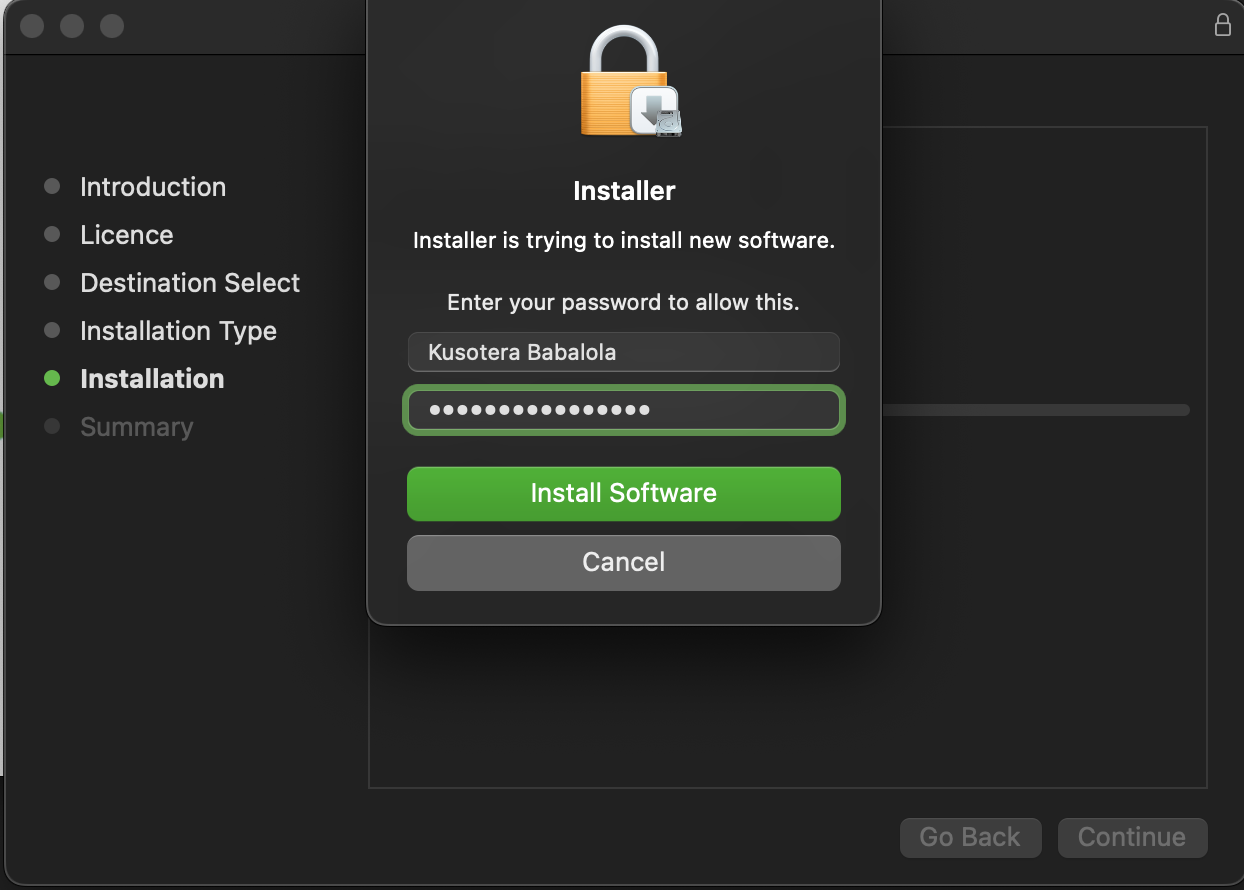 Installer
Installer is trying to install new software.
Enter your password to allow this.
Kusotera Babalola
••••••••••••••••
Install Software
Cancel
Introduction
Licence
Destination Select
Installation Type
Installation
Summary
Go Back
Continue